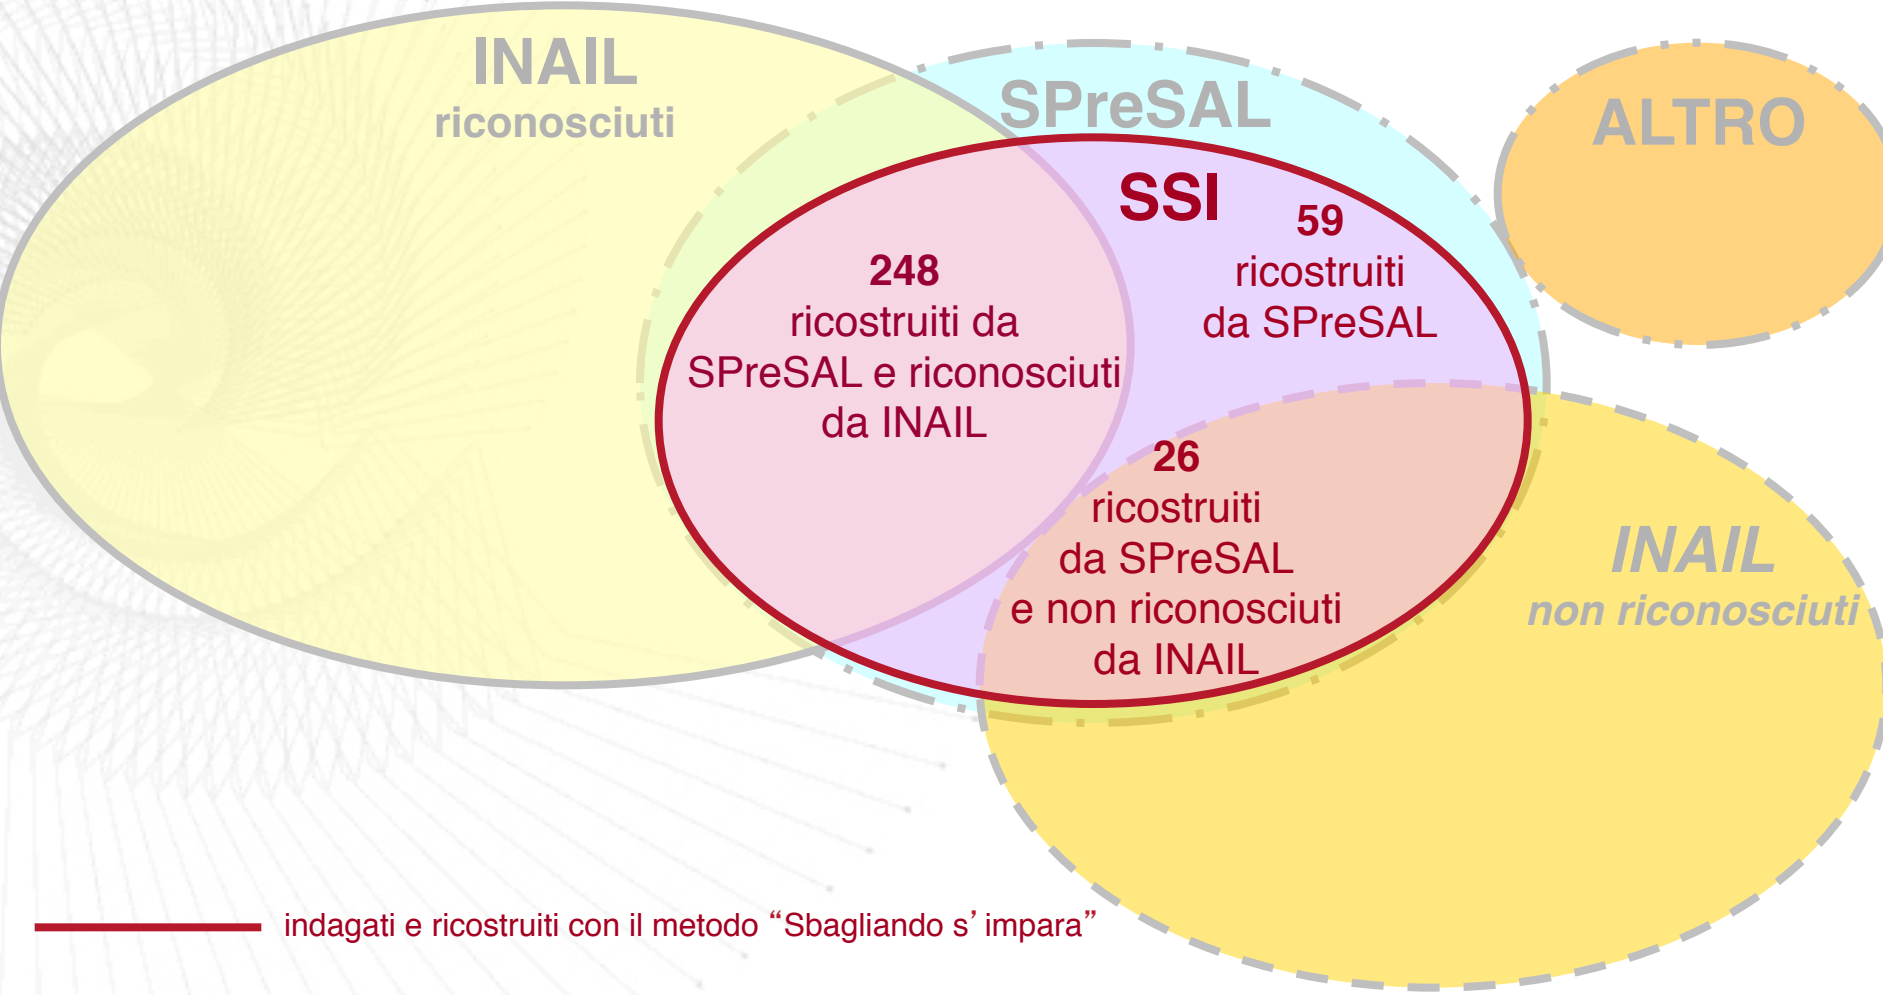 INAIL
riconosciuti
SPreSAL
ALTRO
SSI
59
ricostruiti
da SPreSAL
248
ricostruiti da
SPreSAL e riconosciuti
da INAIL
26
ricostruiti
da SPreSAL
e non riconosciuti
da INAIL
INAIL
non riconosciuti
indagati e ricostruiti con il metodo “Sbagliando s’ impara”